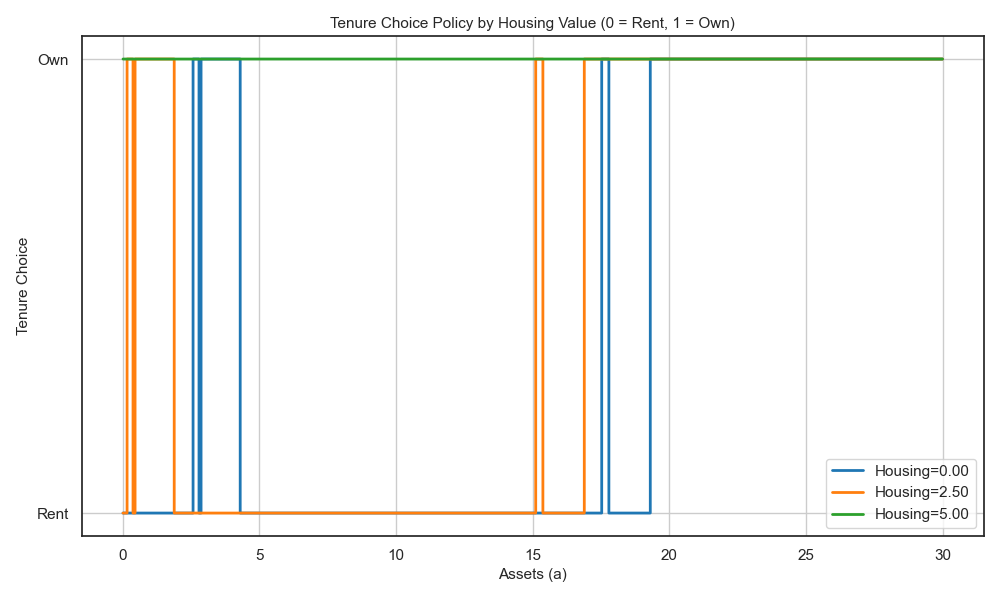 Tenure Choice Policy by Housing Value (0 = Rent, 1 = Own)
Own
Tenure Choice
Rent
Housing=0.00
Housing=2.50
Housing=5.00
0 5 10 15 20 25 30
Assets (a)